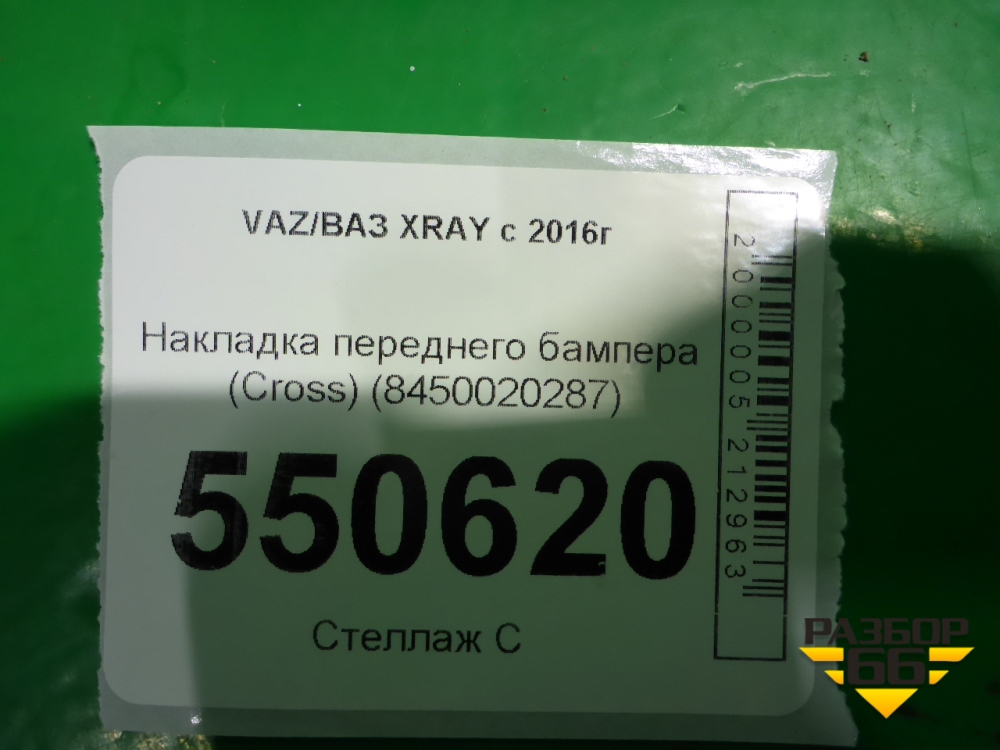 VAZ/ВАЗ XRAY с 2016г
Накладка переднего бампера
(Cross) (8450020287)
550620
Стеллаж С
2000005212963
РАЗБОР
66